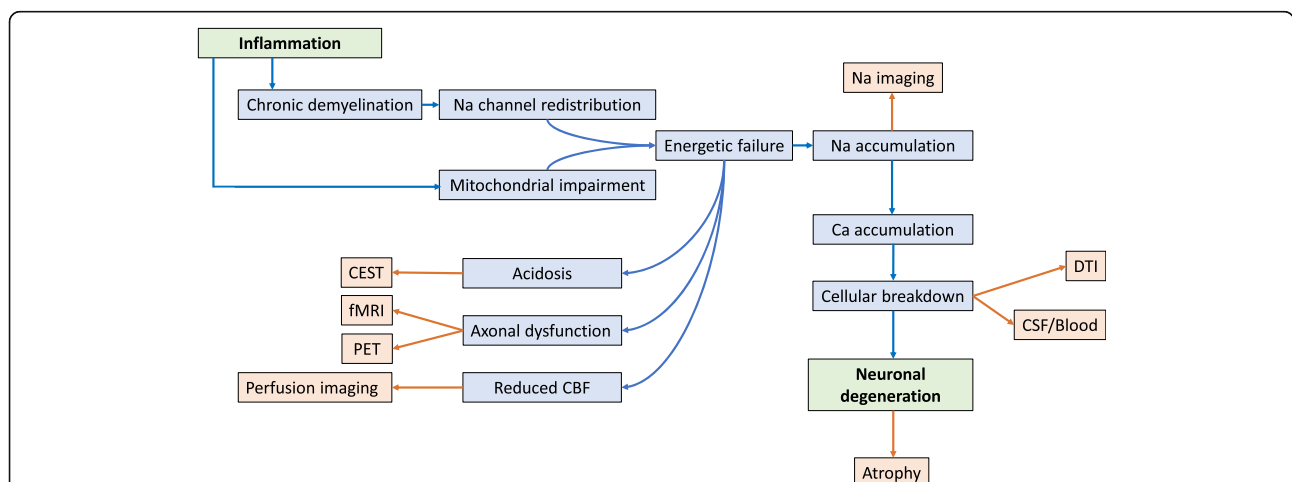 Inflammation
Na imaging
Chronic demyelination
Na channel redistribution
Energetic failure
Na accumulation
Mitochondrial impairment
Ca accumulation
CEST
Acidosis
DTI
Cellular breakdown
fMRI
Axonal dysfunction
CSF/Blood
PET
Perfusion imaging
Reduced CBF
Neuronal
degeneration
Atrophy